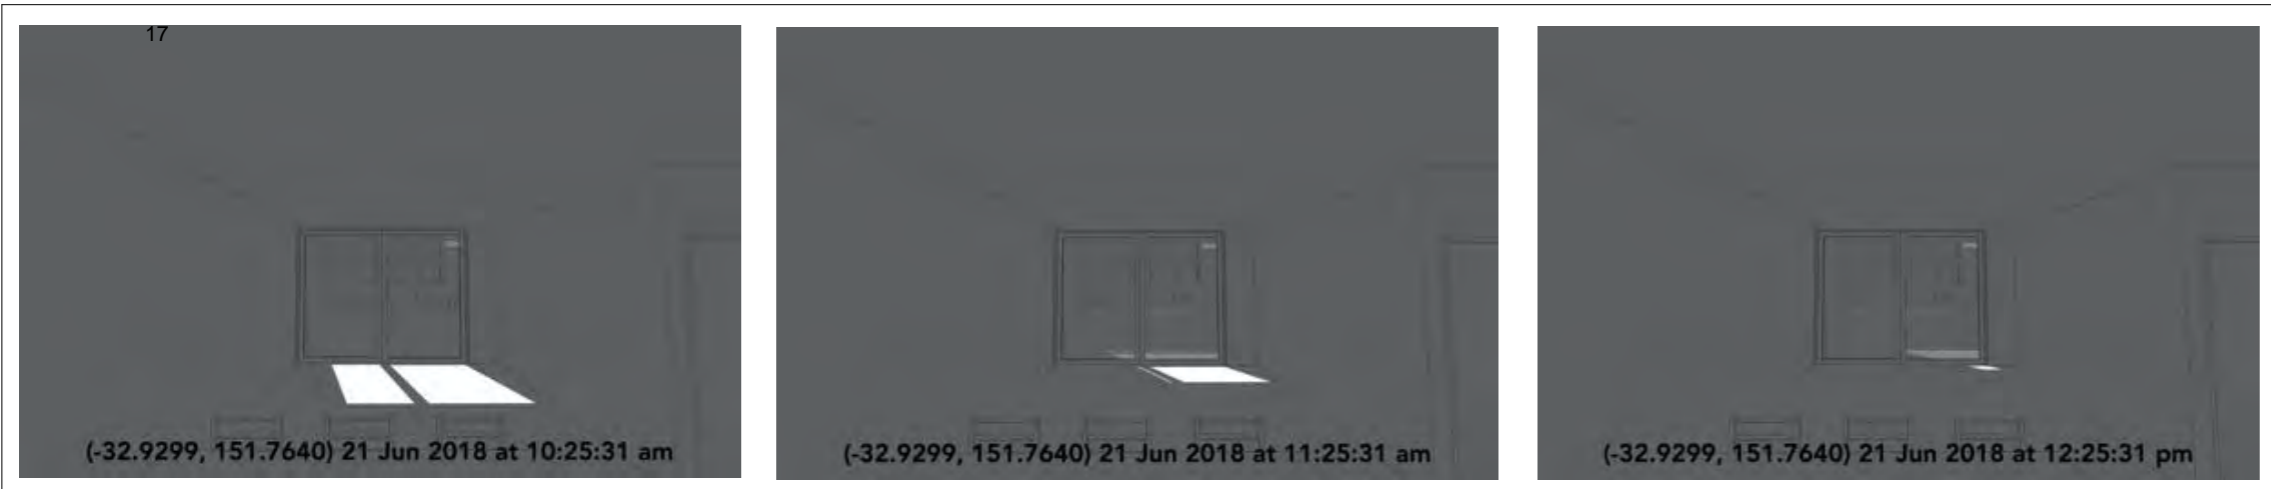 17
(-32.9299, 151.7640) 21 Jun 2018 at 10:25:31 am
(-32.9299, 151.7640) 21 Jun 2018 at 11:25:31 am
(-32.9299, 151.7640) 21 Jun 2018 at 12:25:31 pm